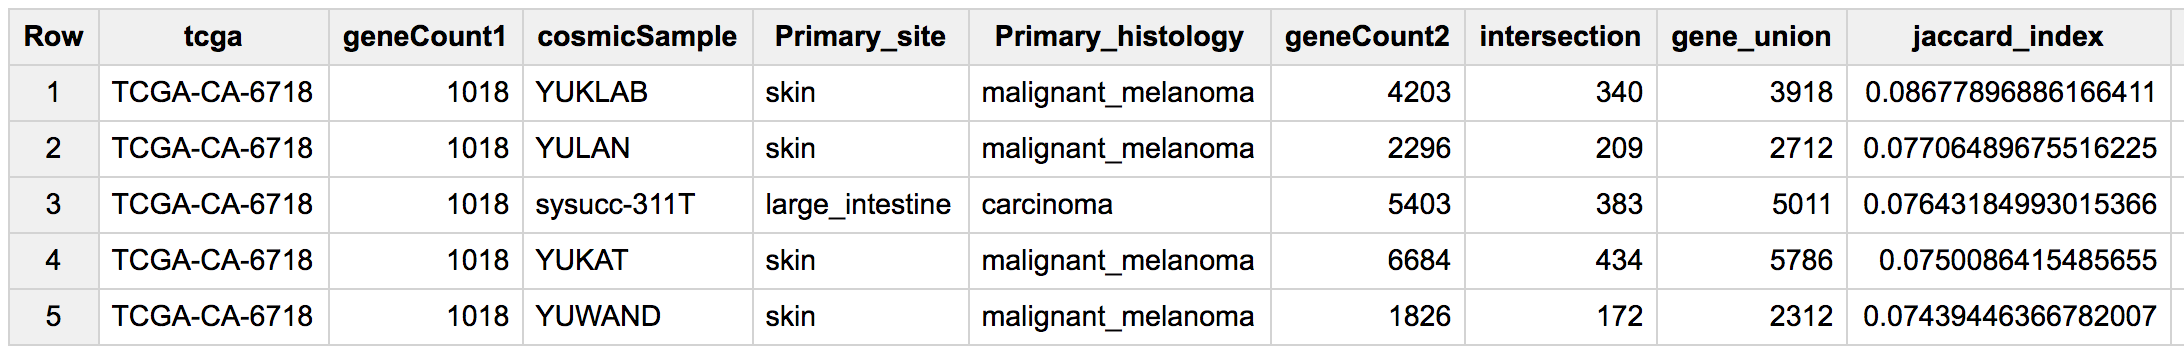 Row tcga geneCount1 cosmicSample Primary_site Primary_histology geneCount2 intersection gene_union jaccard_index
1 TCGA-CA-6718 1018 YUKLAB skin malignant_melanoma 4203 340 3918 0.08677896886166411
2 TCGA-CA-6718 1018 YULAN skin malignant_melanoma 2296 209 2712 0.07706489675516225
3 TCGA-CA-6718 1018 sysucc-311T large_intestine carcinoma 5403 383 5011 0.07643184993015366
4 TCGA-CA-6718 1018 YUKAT skin malignant_melanoma 6684 434 5786 0.0750086415485655
5 TCGA-CA-6718 1018 YUWAND skin malignant_melanoma 1826 172 2312 0.07439446366782007